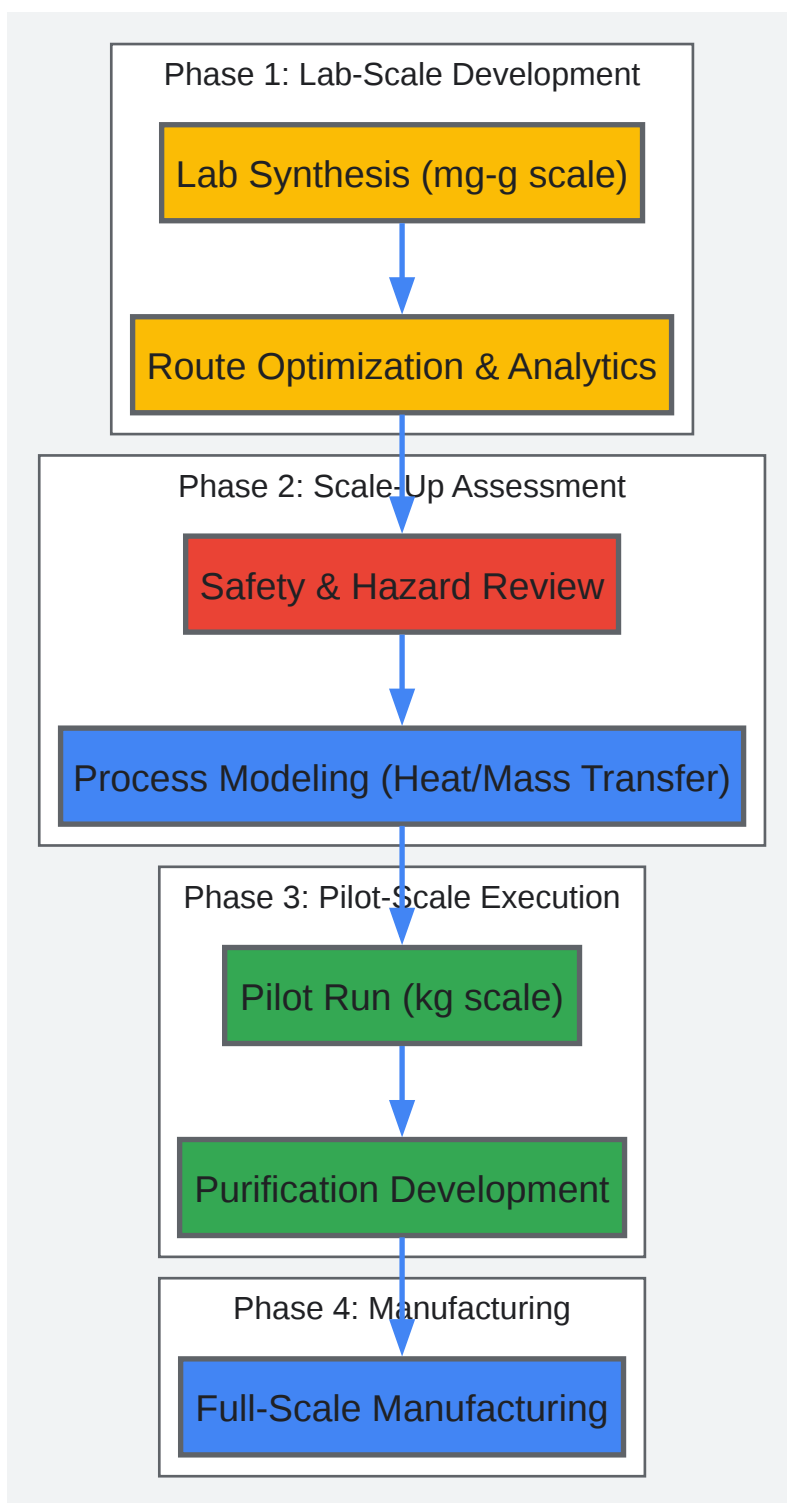 Phase 1: Lab-Scale Development
Lab Synthesis (mg-g scale)
Route Optimization & Analytics
Phase 2: Scale-Up Assessment
Safety & Hazard Review
Process Modeling (Heat/Mass Transfer)
Phase 3: Pilot-Scale Execution
Pilot Run (kg scale)
Purification Development
Phase 4: Manufacturing
Full-Scale Manufacturing